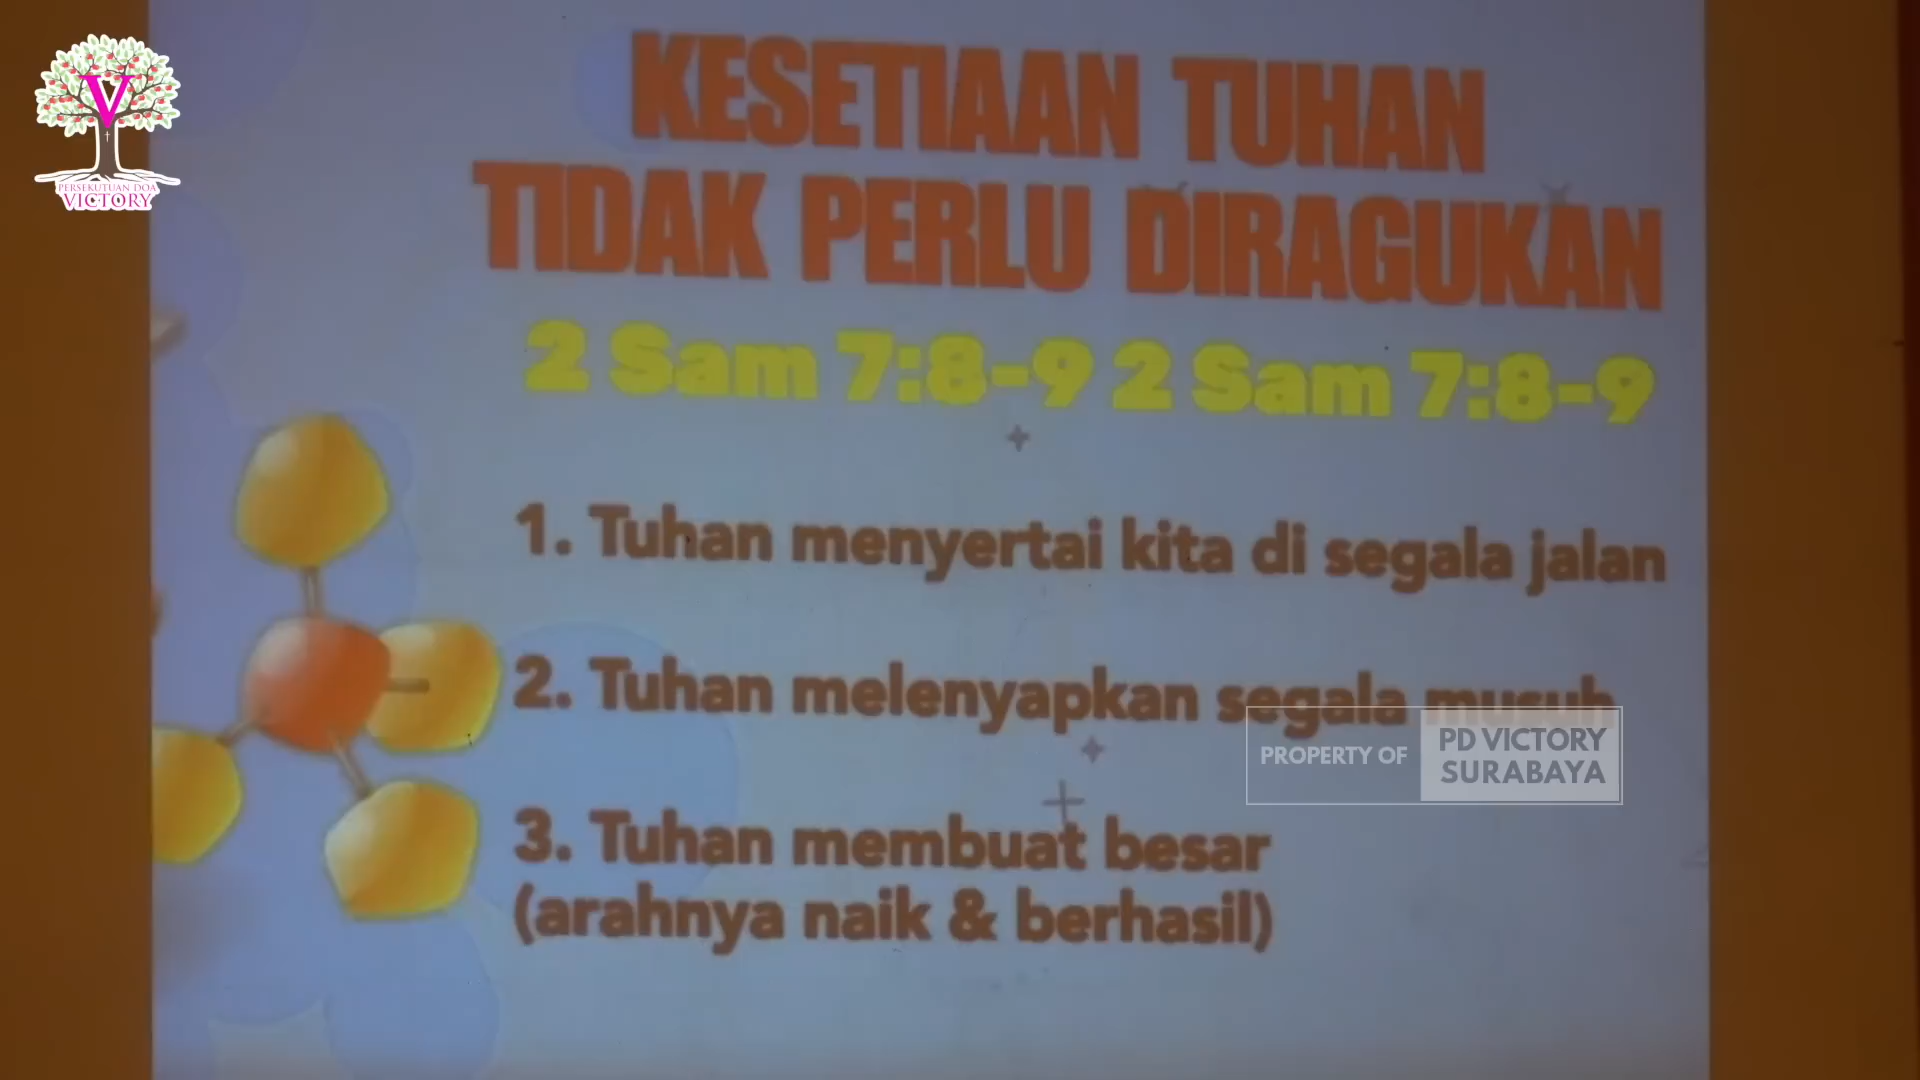 V
PERSEKUTUAN DOA
VICTORY
KESETIAAN TUHAN
TIDAK PERLU DIRAGUKAN
2 Sam 7:8-9 2 Sam 7:8-9
1. Tuhan menyertai kita di segala jalan
2. Tuhan melenyapkan segala musuh
PROPERTY OF
PD VICTORY
SURABAYA
3. Tuhan membuat besar
(arahnya naik & berhasil)